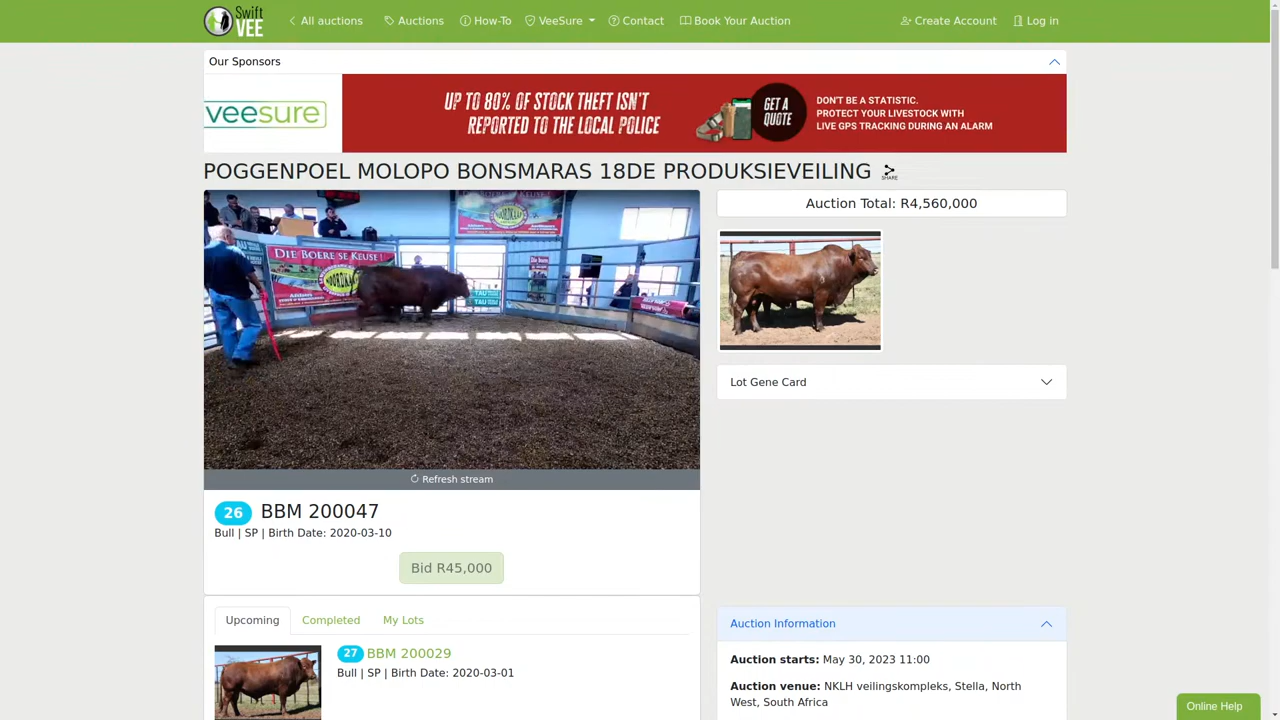 Swift VEE
All auctions
Auctions
How-To
VeeSure
Contact
Book Your Auction
Create Account
Log in
Our Sponsors
veesure
UP TO 80% OF STOCK THEFT ISN'T
REPORTED TO THE LOCAL POLICE
GET A
QUOTE
DON'T BE A STATISTIC.
PROTECT YOUR LIVESTOCK WITH
LIVE GPS TRACKING DURING AN ALARM
POGGENPOEL MOLOPO BONSMARAS 18DE PRODUKSIEVEILING
SHARE
DIE BOERE SE KEUSE!
TAU
Auction Total: R4,560,000
Lot Gene Card
Refresh stream
26 BBM 200047
Bull | SP | Birth Date: 2020-03-10
Bid R45,000
Upcoming
Completed
My Lots
27 BBM 200029
Bull | SP | Birth Date: 2020-03-01
Auction Information
Auction starts: May 30, 2023 11:00
Auction venue: NKLH veilingskompleks, Stella, North
West, South Africa
Online Help